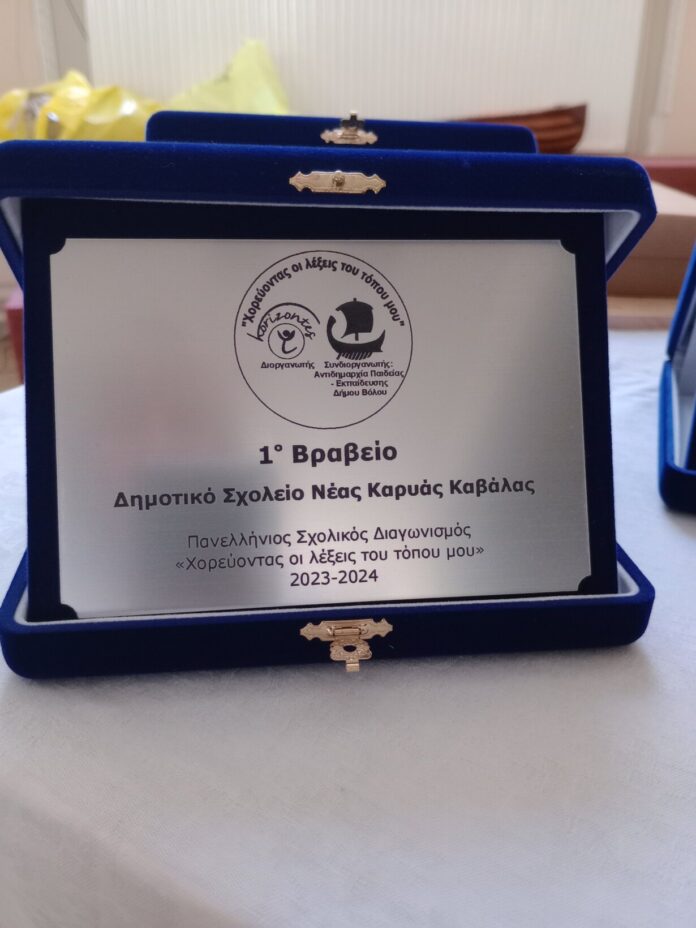 "Χορεύοντας οι λέξεις του τόπου μου"
horizontes
Διοργανωτής
Συνδιοργανωτής:
Αντιδημαρχία Παιδείας
- Εκπαίδευσης
Δήμου Βόλου
1° Βραβείο
Δημοτικό Σχολείο Νέας Καρυάς Καβάλας
Πανελλήνιος Σχολικός Διαγωνισμός
«Χορεύοντας οι λέξεις του τόπου μου»
2023-2024